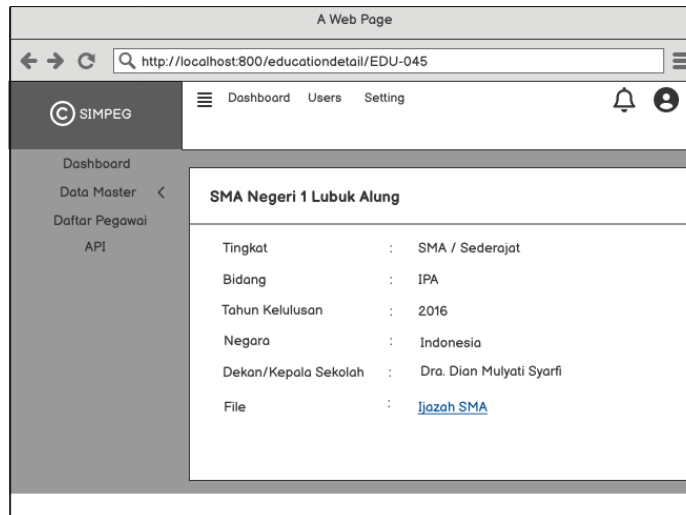 A Web Page
http://localhost:800/educationdetail/EDU-045
© SIMPEG
Dashboard Users Setting
Dashboard
Data Master
Daftar Pegawai
API
SMA Negeri 1 Lubuk Alung
Tingkat : SMA / Sederajat
Bidang : IPA
Tahun Kelulusan : 2016
Negara : Indonesia
Dekan/Kepala Sekolah : Dra. Dian Mulyati Syarfi
File : Ijazah SMA